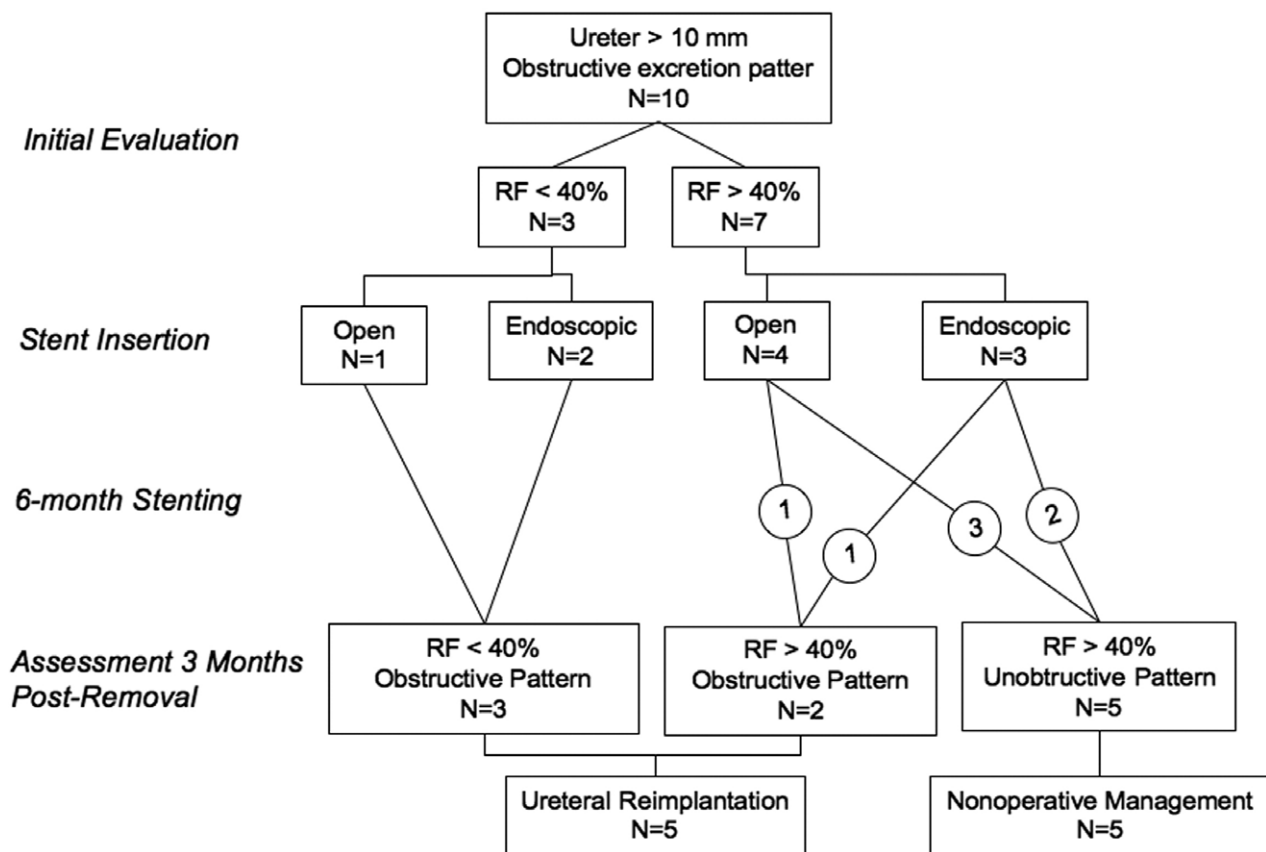 Ureter > 10 mm
Obstructive excretion patter
N=10
Initial Evaluation
RF < 40%
N=3
RF > 40%
N=7
Stent Insertion
Open
N=1
Endoscopic
N=2
Open
N=4
Endoscopic
N=3
6-month Stenting
1
1
3
2
Assessment 3 Months
Post-Removal
RF < 40%
Obstructive Pattern
N=3
RF > 40%
Obstructive Pattern
N=2
RF > 40%
Unobtructive Pattern
N=5
Ureteral Reimplantation
N=5
Nonoperative Management
N=5